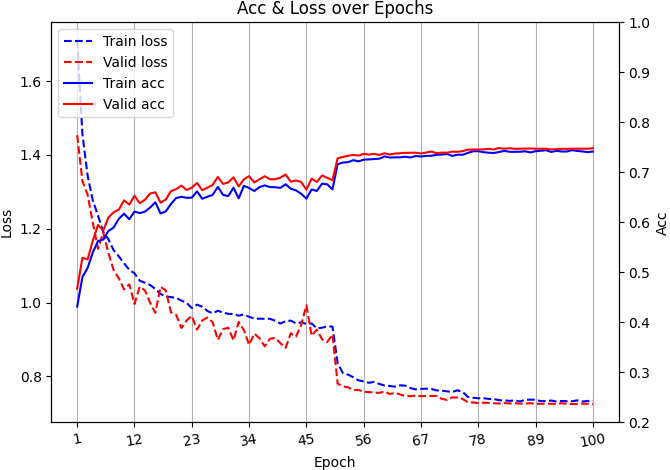 Acc & Loss over Epochs
Train loss
Valid loss
Train acc
Valid acc
Loss
1.6
1.4
1.2
1.0
0.8
Acc
1.0
0.9
0.8
0.7
0.6
0.5
0.4
0.3
0.2
1 12 23 34 45 56 67 78 89 100
Epoch